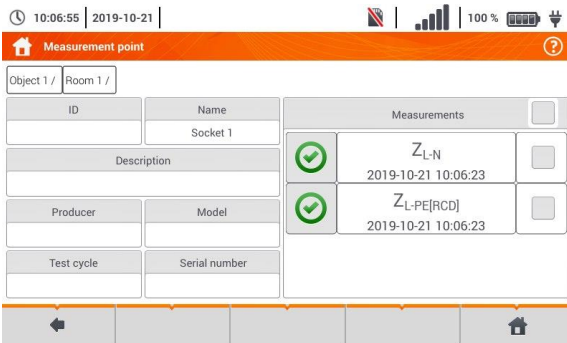 10:06:55 2019-10-21 100 %
Measurement point ?
Object 1 / Room 1 /
ID Name Measurements
Socket 1
Description
Z L-N
2019-10-21 10:06:23
Z L-PE[RCD]
2019-10-21 10:06:23
Producer Model
Test cycle Serial number